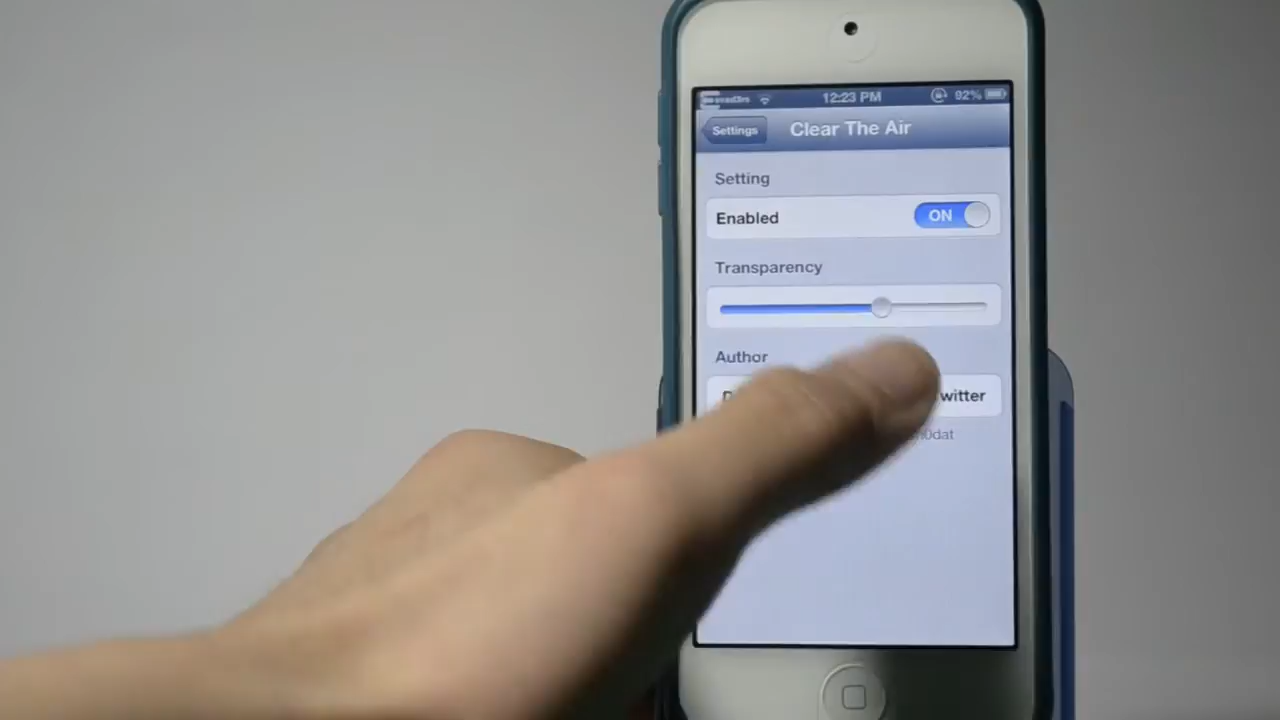 12:23 PM
92%
Settings
Clear The Air
Setting
Enabled
ON
Transparency
Author
witter